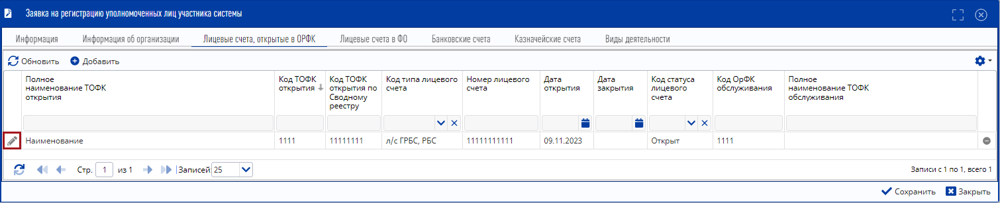 Заявка на регистрацию уполномоченных лиц участника системы
Информация Информация об организации Лицевые счета, открытые в ОРФК Лицевые счета в ФО Банковские счета Казначейские счета Виды деятельности
Обновить Добавить
Полное наименование ТОФК открытия
Код ТОФК открытия
Код ТОФК открытия по Сводному реестру
Код типа лицевого счета
Номер лицевого счета
Дата открытия
Дата закрытия
Код статуса лицевого счета
Код ОрФК обслуживания
Полное наименование ТОФК обслуживания
Наименование 1111 11111111 л/с ГРБС, РБС 11111111111 09.11.2023 Открыт 1111
Стр. 1 из 1 Записей: 25 Записи с 1 по 1, всего 1
Сохранить Закрыть